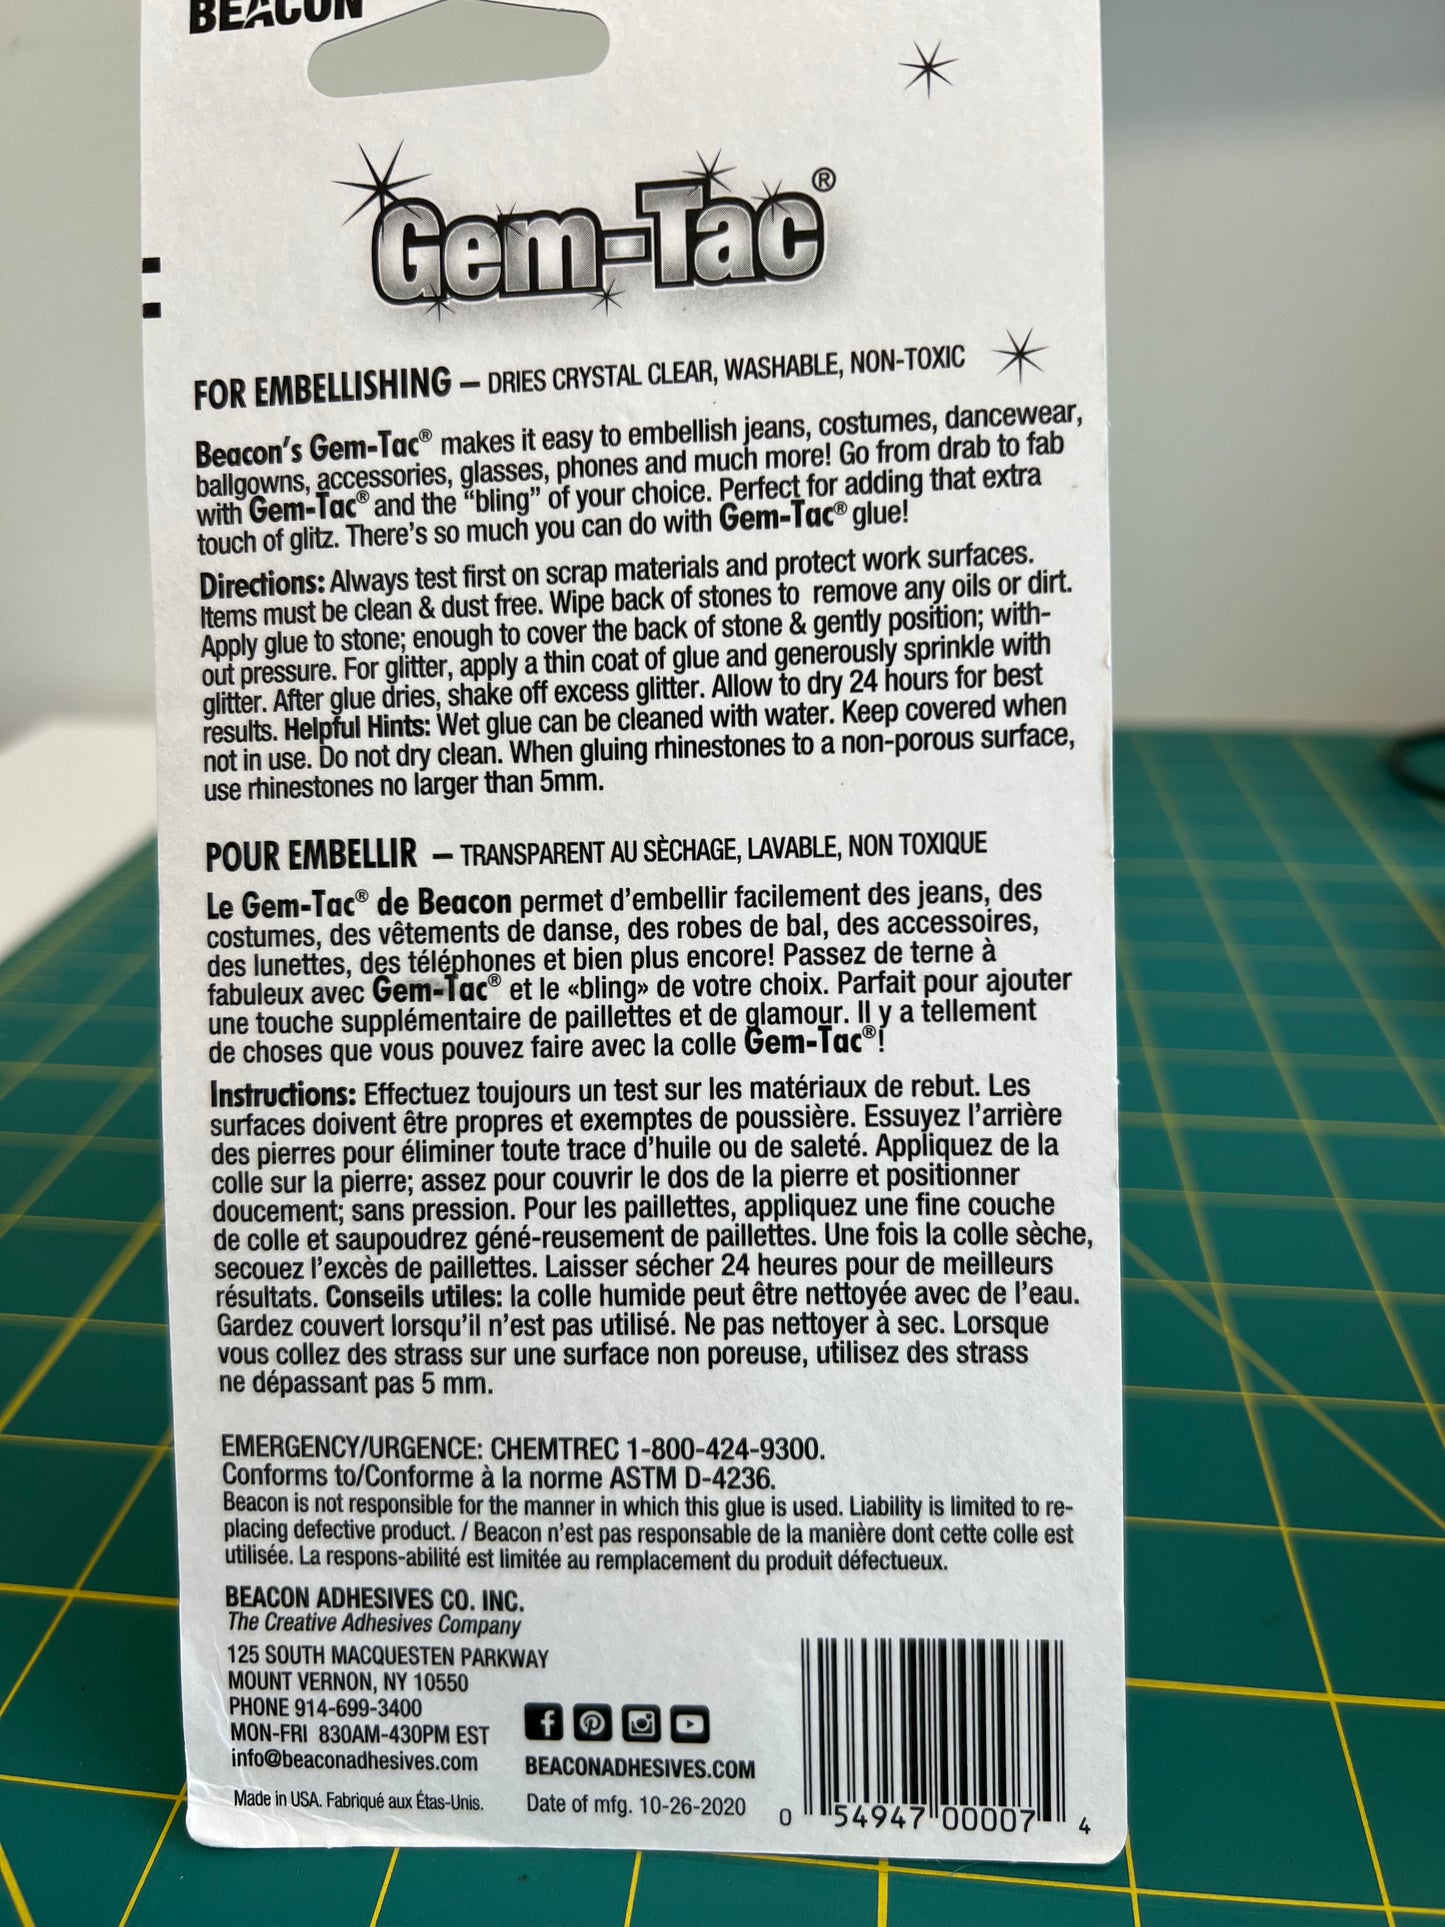 BEACON
Gem-Tac®
FOR EMBELLISHING – DRIES CRYSTAL CLEAR, WASHABLE, NON-TOXIC
Beacon's Gem-Tac® makes it easy to embellish jeans, costumes, dancewear,
ballgowns, accessories, glasses, phones and much more! Go from drab to fab
with Gem-Tac® and the “bling” of your choice. Perfect for adding that extra
touch of glitz. There's so much you can do with Gem-Tac® glue!
Directions: Always test first on scrap materials and protect work surfaces.
Items must be clean & dust free. Wipe back of stones to remove any oils or dirt.
Apply glue to stone; enough to cover the back of stone & gently position; with-
out pressure. For glitter, apply a thin coat of glue and generously sprinkle with
glitter. After glue dries, shake off excess glitter. Allow to dry 24 hours for best
results. Helpful Hints: Wet glue can be cleaned with water. Keep covered when
not in use. Do not dry clean. When gluing rhinestones to a non-porous surface,
use rhinestones no larger than 5mm.
POUR EMBELLIR – TRANSPARENT AU SÈCHAGE, LAVABLE, NON TOXIQUE
Le Gem-Tac® de Beacon permet d'embellir facilement des jeans, des
costumes, des vêtements de danse, des robes de bal, des accessoires,
des lunettes, des téléphones et bien plus encore! Passez de terne à
fabuleux avec Gem-Tac® et le «bling» de votre choix. Parfait pour ajouter
une touche supplémentaire de paillettes et de glamour. Il y a tellement
de choses que vous pouvez faire avec la colle Gem-Tac®!
Instructions: Effectuez toujours un test sur les matériaux de rebut. Les
surfaces doivent être propres et exemptes de poussière. Essuyez l'arrière
des pierres pour éliminer toute trace d'huile ou de saleté. Appliquez de la
colle sur la pierre; assez pour couvrir le dos de la pierre et positionner
doucement; sans pression. Pour les paillettes, appliquez une fine couche
de colle et saupoudrez géné-reusement de paillettes. Une fois la colle sèche,
secouez l'excès de paillettes. Laisser sécher 24 heures pour de meilleurs
résultats. Conseils utiles: la colle humide peut être nettoyée avec de l'eau.
Gardez couvert lorsqu'il n'est pas utilisé. Ne pas nettoyer à sec. Lorsque
vous collez des strass sur une surface non poreuse, utilisez des strass
ne dépassant pas 5 mm.
EMERGENCY/URGENCE: CHEMTREC 1-800-424-9300.
Conforms to/Conforme à la norme ASTM D-4236.
Beacon is not responsible for the manner in which this glue is used. Liability is limited to re-
placing defective product. / Beacon n'est pas responsable de la manière dont cette colle est
utilisée. La respons-abilité est limitée au remplacement du produit défectueux.
BEACON ADHESIVES CO. INC.
The Creative Adhesives Company
125 SOUTH MACQUESTEN PARKWAY
MOUNT VERNON, NY 10550
PHONE 914-699-3400
MON-FRI 830AM-430PM EST
info@beaconadhesives.com
BEACONADHESIVES.COM
Made in USA. Fabriqué aux Étas-Unis.
Date of mfg. 10-26-2020
0 54947 00007 4